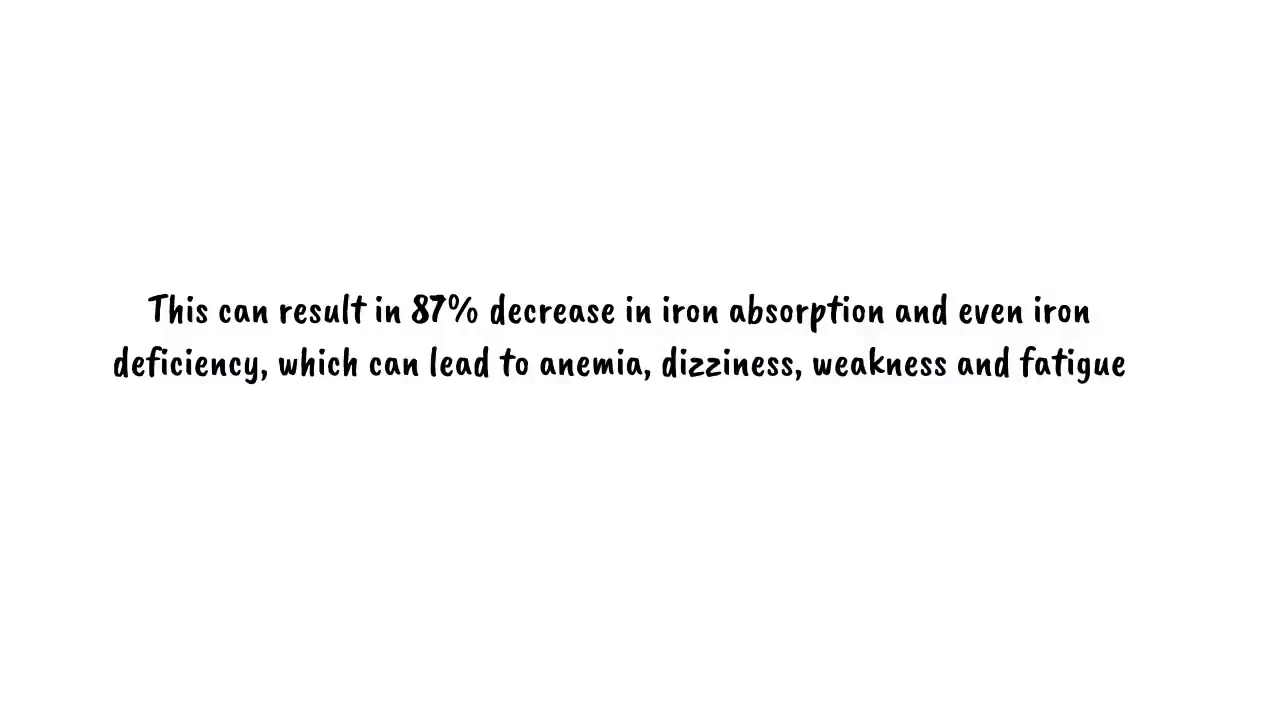 This can result in 87% decrease in iron absorption and even iron
deficiency, which can lead to anemia, dizziness, weakness and fatigue